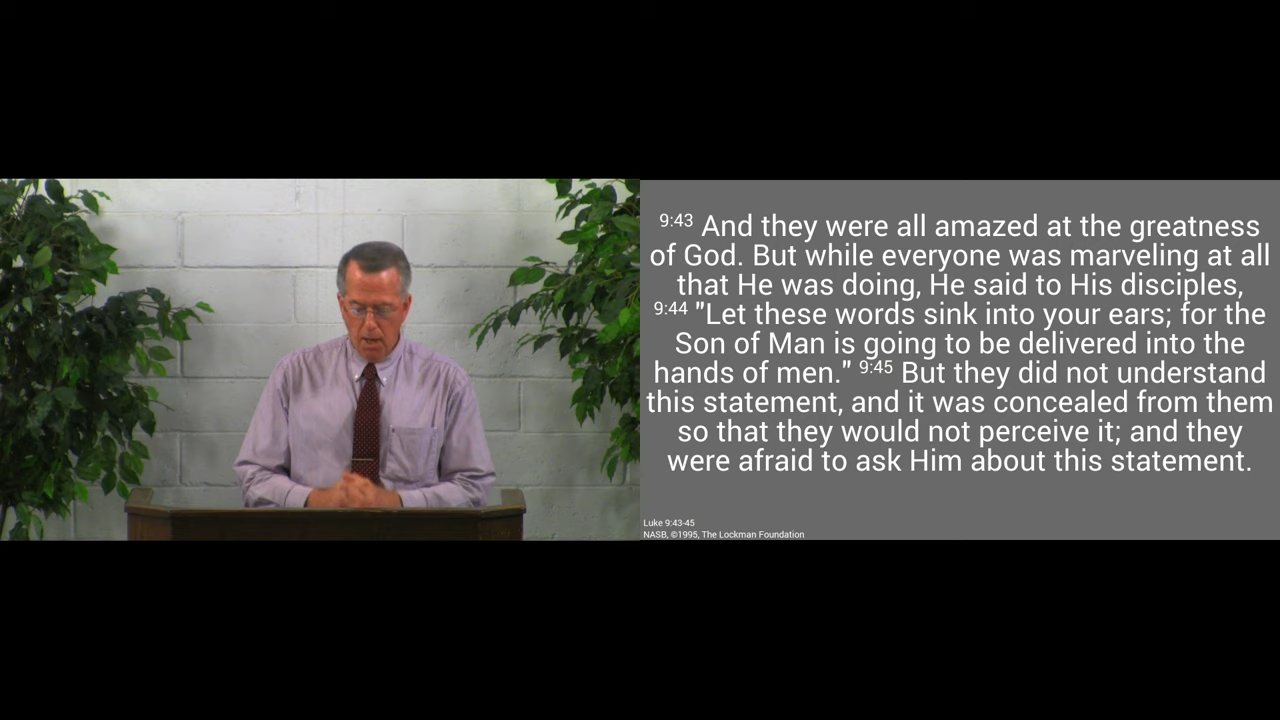 9:43 And they were all amazed at the greatness
of God. But while everyone was marveling at all
that He was doing, He said to His disciples,
9:44 "Let these words sink into your ears; for the
Son of Man is going to be delivered into the
hands of men." 9:45 But they did not understand
this statement, and it was concealed from them
so that they would not perceive it; and they
were afraid to ask Him about this statement.
Luke 9:43-45
NASB, ©1995, The Lockman Foundation